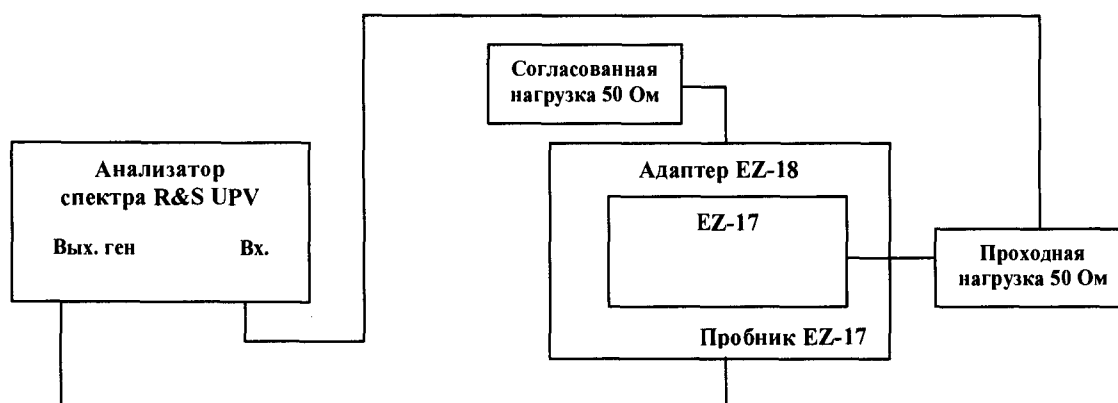 Согласованная
нагрузка 50 Ом
Анализатор
спектра R&S UPV
Вых. ген
Вх.
Адаптер EZ-18
EZ-17
Пробник EZ-17
Проходная
нагрузка 50 Ом